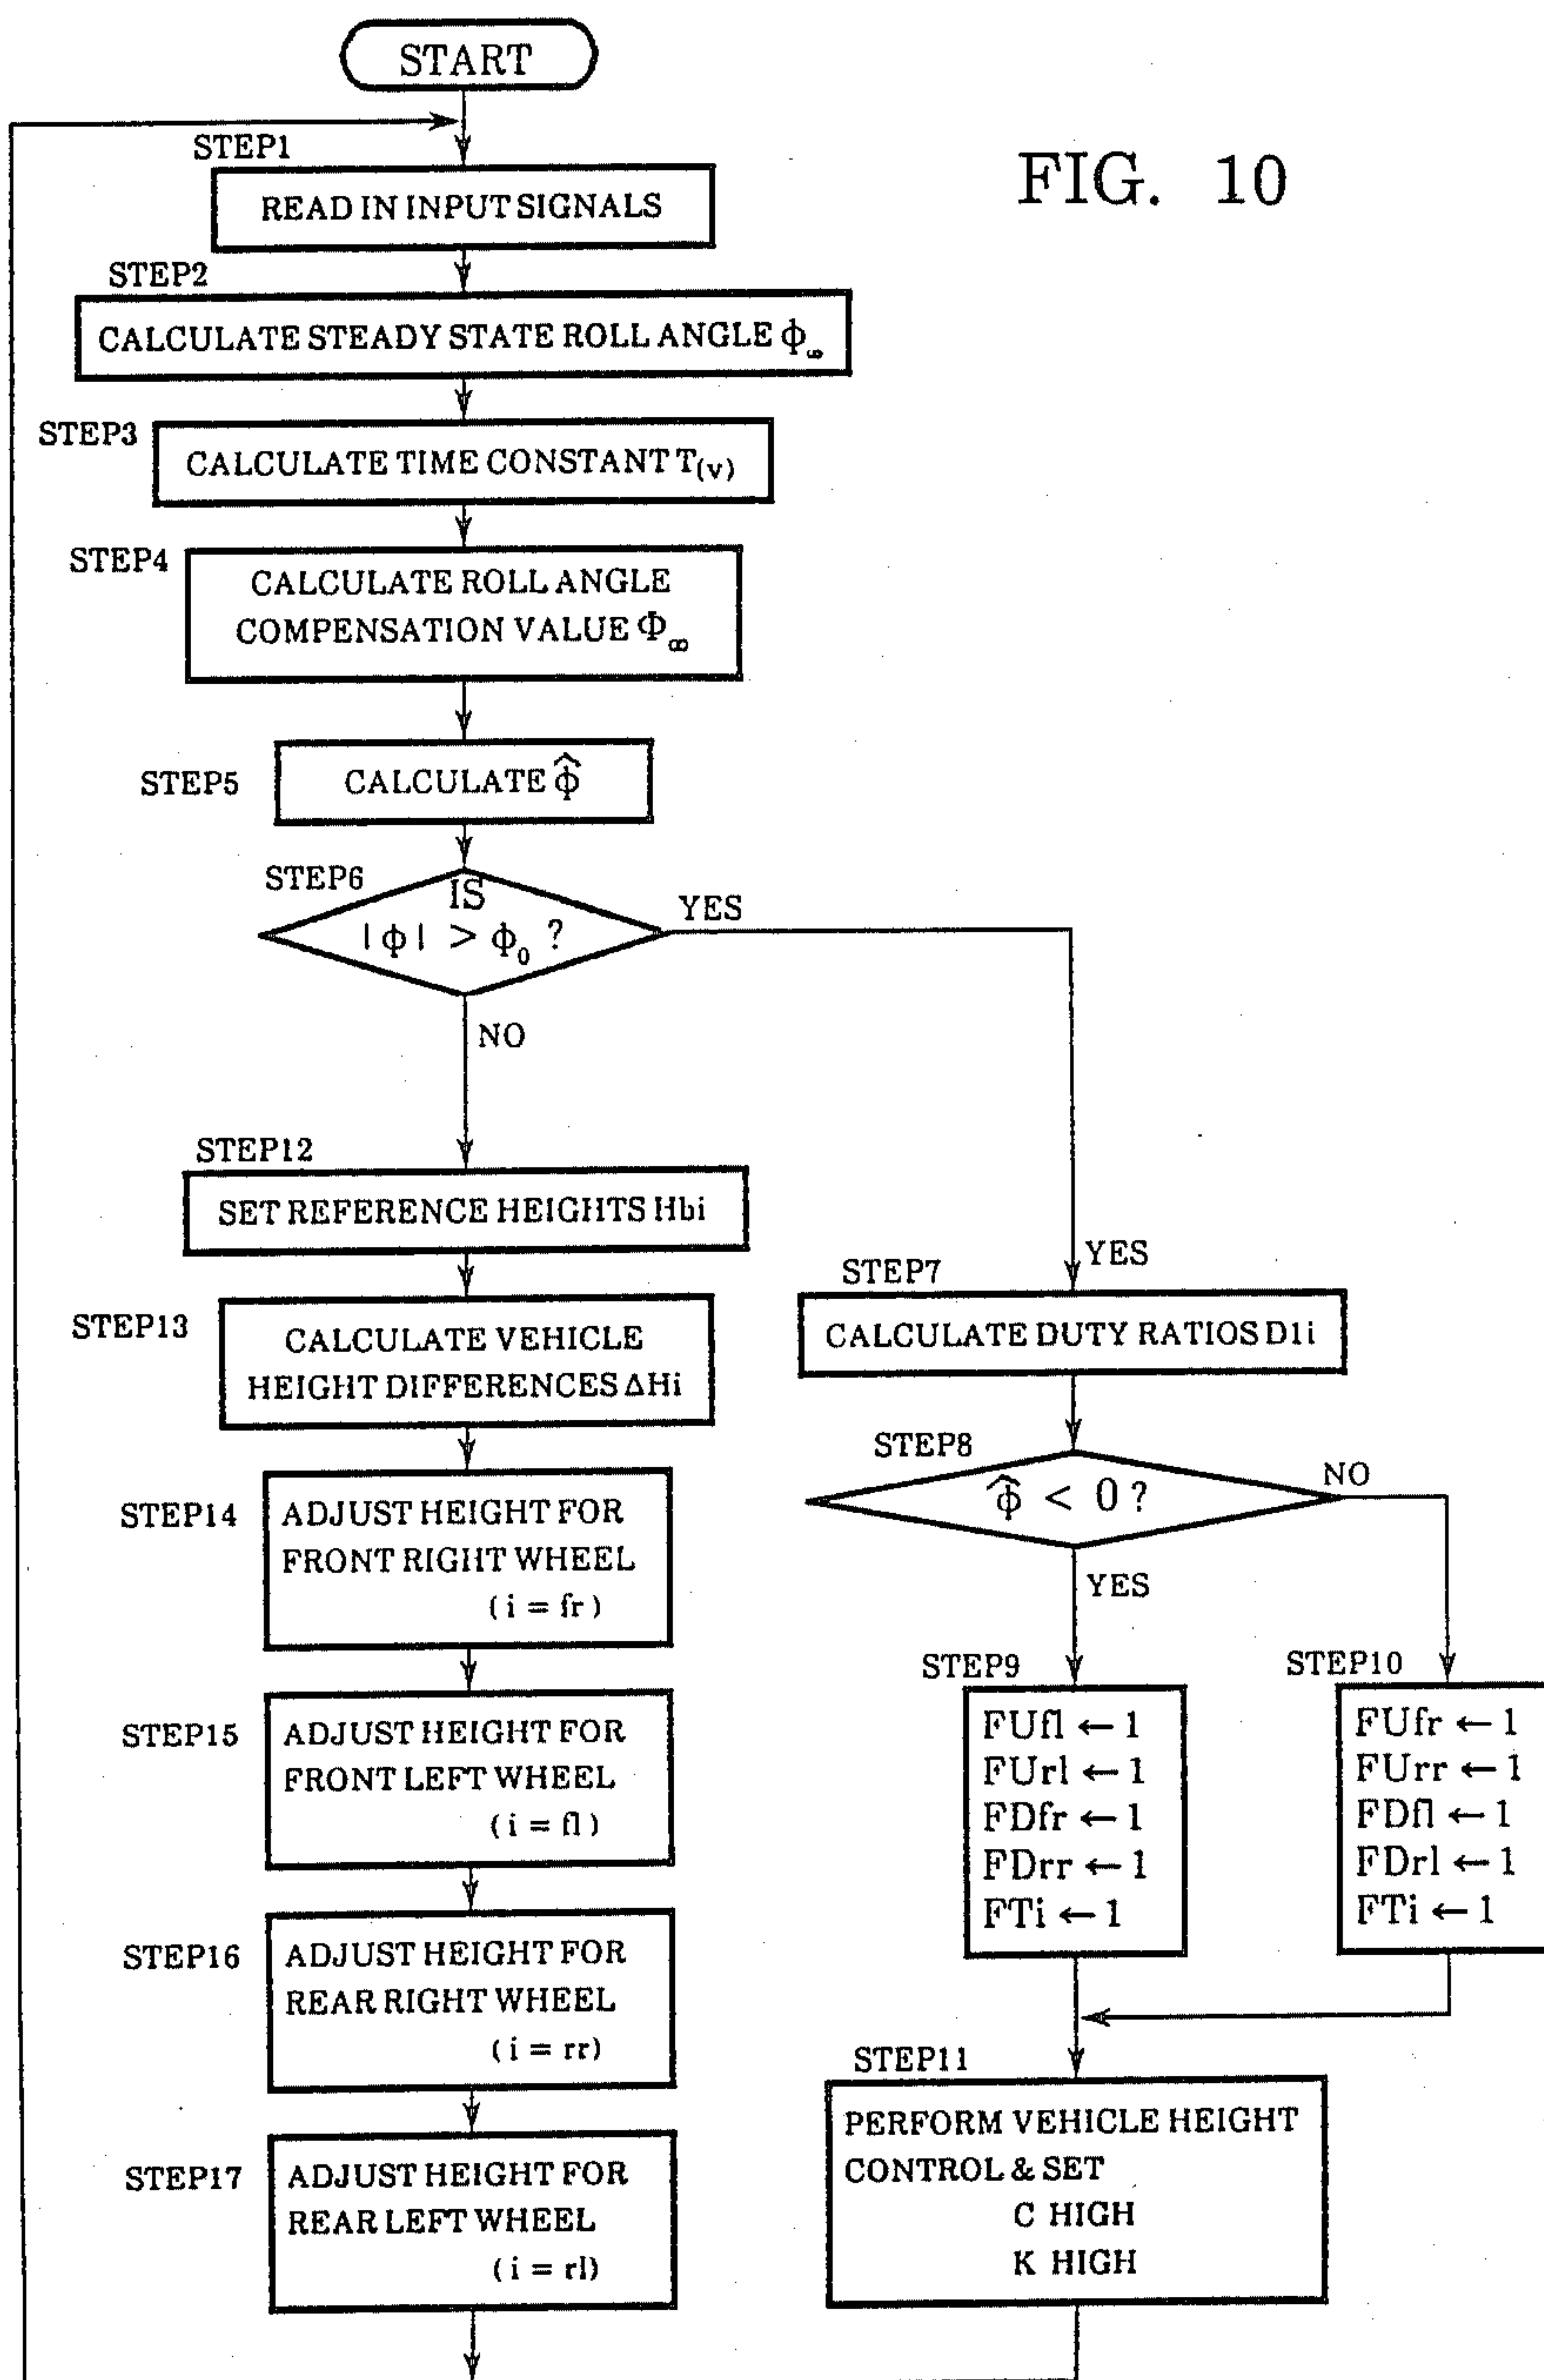 START
STEP1
FIG. 10
READ IN INPUT SIGNALS
STEP2
CALCULATE STEADY STATE ROLL ANGLE ϕ∞
STEP3
CALCULATE TIME CONSTANT T(v)
STEP4
CALCULATE ROLL ANGLE
COMPENSATION VALUE Φ∞
STEP5
CALCULATE ϕ̂
STEP6
IS
|ϕ| > ϕ0 ?
YES
NO
STEP12
SET REFERENCE HEIGHTS Hbi
YES
STEP7
CALCULATE DUTY RATIOS D1i
STEP13
CALCULATE VEHICLE
HEIGHT DIFFERENCES ΔHi
STEP8
ϕ̂ < 0 ?
NO
YES
STEP14
ADJUST HEIGHT FOR
FRONT RIGHT WHEEL
(i = fr)
STEP9
FUfl ← 1
FUrl ← 1
FDfr ← 1
FDrr ← 1
FTi ← 1
STEP10
FUfr ← 1
FUrr ← 1
FDfl ← 1
FDrl ← 1
FTi ← 1
STEP15
ADJUST HEIGHT FOR
FRONT LEFT WHEEL
(i = fl)
STEP16
ADJUST HEIGHT FOR
REAR RIGHT WHEEL
(i = rr)
STEP11
PERFORM VEHICLE HEIGHT
CONTROL & SET
C HIGH
K HIGH
STEP17
ADJUST HEIGHT FOR
REAR LEFT WHEEL
(i = rl)